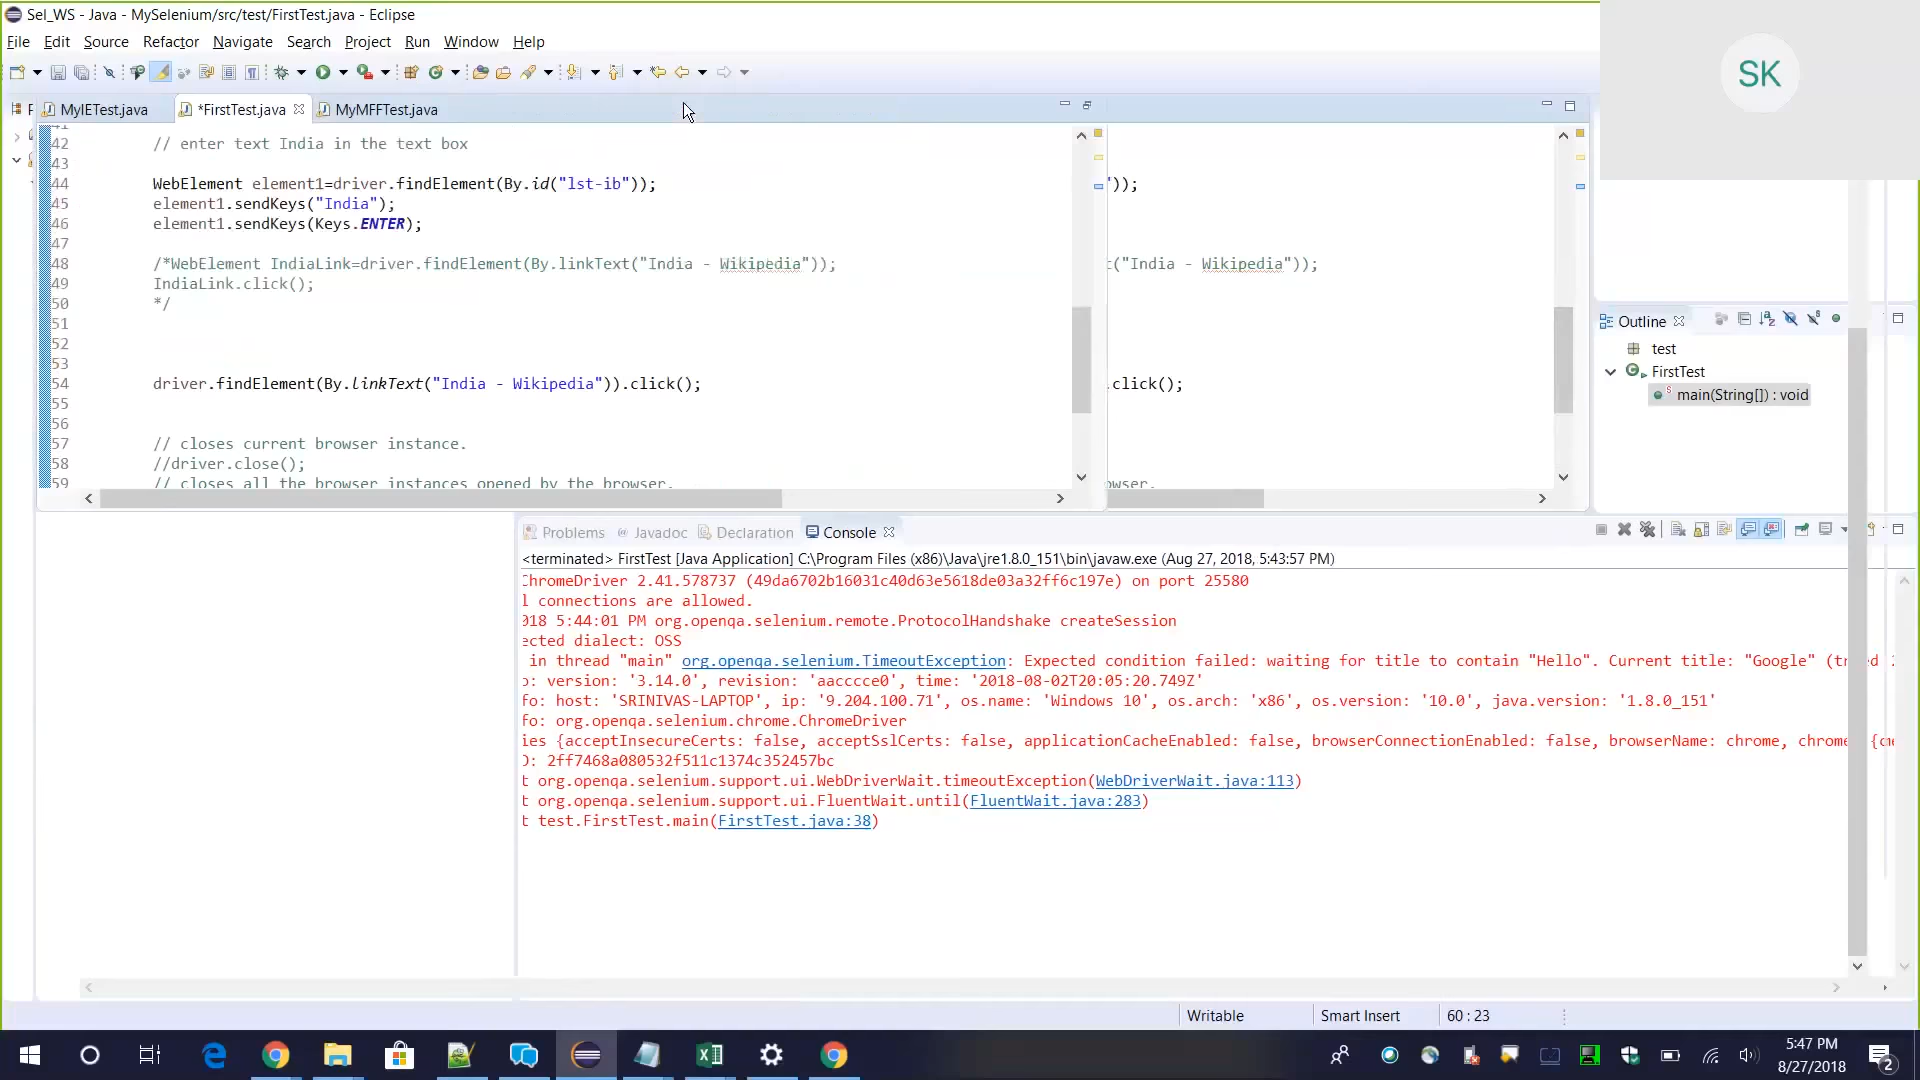 Sel_WS - Java - MySelenium/src/test/FirstTest.java - Eclipse
File Edit Source Refactor Navigate Search Project Run Window Help
SK
MyIETest.java *FirstTest.java MyMFFTest.java
42 // enter text India in the text box
43
44 WebElement element1=driver.findElement(By.id("lst-ib")); "));
45 element1.sendKeys("India");
46 element1.sendKeys(Keys.ENTER);
47
48 /*WebElement IndiaLink=driver.findElement(By.linkText("India - Wikipedia")); t("India - Wikipedia"));
49 IndiaLink.click();
50 */
51
52
53
54 driver.findElement(By.linkText("India - Wikipedia")).click(); .click();
55
56
57 // closes current browser instance.
58 //driver.close();
59 // closes all the browser instances opened by the browser. owser.
Outline
test
FirstTest
main(String[]) : void
Problems Javadoc Declaration Console
<terminated> FirstTest [Java Application] C:\Program Files (x86)\Java\jre1.8.0_151\bin\javaw.exe (Aug 27, 2018, 5:43:57 PM)
ChromeDriver 2.41.578737 (49da6702b16031c40d63e5618de03a32ff6c197e) on port 25580
l connections are allowed.
018 5:44:01 PM org.openqa.selenium.remote.ProtocolHandshake createSession
ected dialect: OSS
in thread "main" org.openqa.selenium.TimeoutException: Expected condition failed: waiting for title to contain "Hello". Current title: "Google"
o: version: '3.14.0', revision: 'aacccce0', time: '2018-08-02T20:05:20.749Z'
fo: host: 'SRINIVAS-LAPTOP', ip: '9.204.100.71', os.name: 'Windows 10', os.arch: 'x86', os.version: '10.0', java.version: '1.8.0_151'
fo: org.openqa.selenium.chrome.ChromeDriver
ies {acceptInsecureCerts: false, acceptSslCerts: false, applicationCacheEnabled: false, browserConnectionEnabled: false, browserName: chrome, chrome
D: 2ff7468a080532f511c1374c352457bc
t org.openqa.selenium.support.ui.WebDriverWait.timeoutException(WebDriverWait.java:113)
t org.openqa.selenium.support.ui.FluentWait.until(FluentWait.java:283)
t test.FirstTest.main(FirstTest.java:38)
Writable Smart Insert 60 : 23
5:47 PM
8/27/2018
2